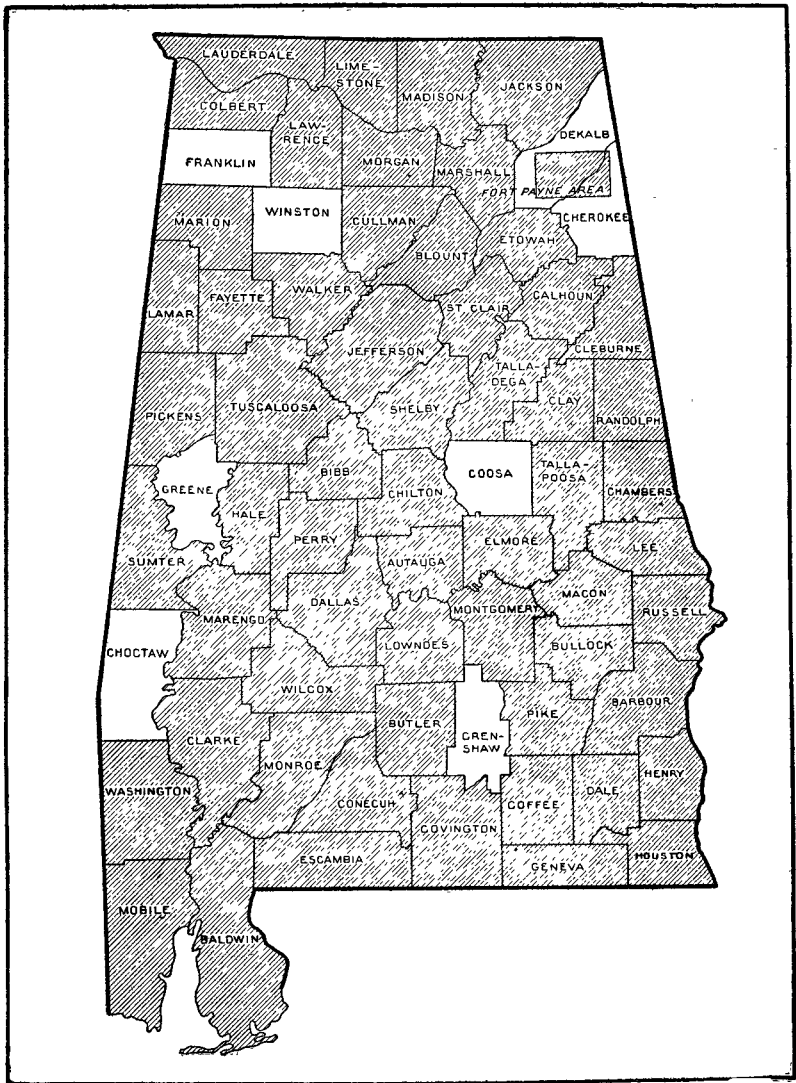 LAUDERDALE
LIME-
STONE
MADISON
JACKSON
COLBERT
LAW-
RENCE
DEKALB
FRANKLIN
MORGAN
MARSHALL
FORT PAYNE AREA
MARION
WINSTON
CULLMAN
CHEROKEE
ETOWAH
BLOUNT
LAMAR
FAYETTE
WALKER
ST. CLAIR
CALHOUN
JEFFERSON
CLEBURNE
TALLA-
DEGA
PICKENS
TUSCALOOSA
SHELBY
CLAY
RANDOLPH
GREENE
BIBB
COOSA
TALLA-
POOSA
CHILTON
CHAMBERS
HALE
PERRY
ELMORE
LEE
SUMTER
AUTAUGA
DALLAS
MACON
MONTGOMERY
RUSSELL
MARENGO
CHOCTAW
LOWNDES
BULLOCK
WILCOX
BUTLER
PIKE
BARBOUR
CLARKE
CREN-
SHAW
MONROE
WASHINGTON
CONECUH
COFFEE
DALE
HENRY
COVINGTON
ESCAMBIA
GENEVA
HOUSTON
MOBILE
BALDWIN